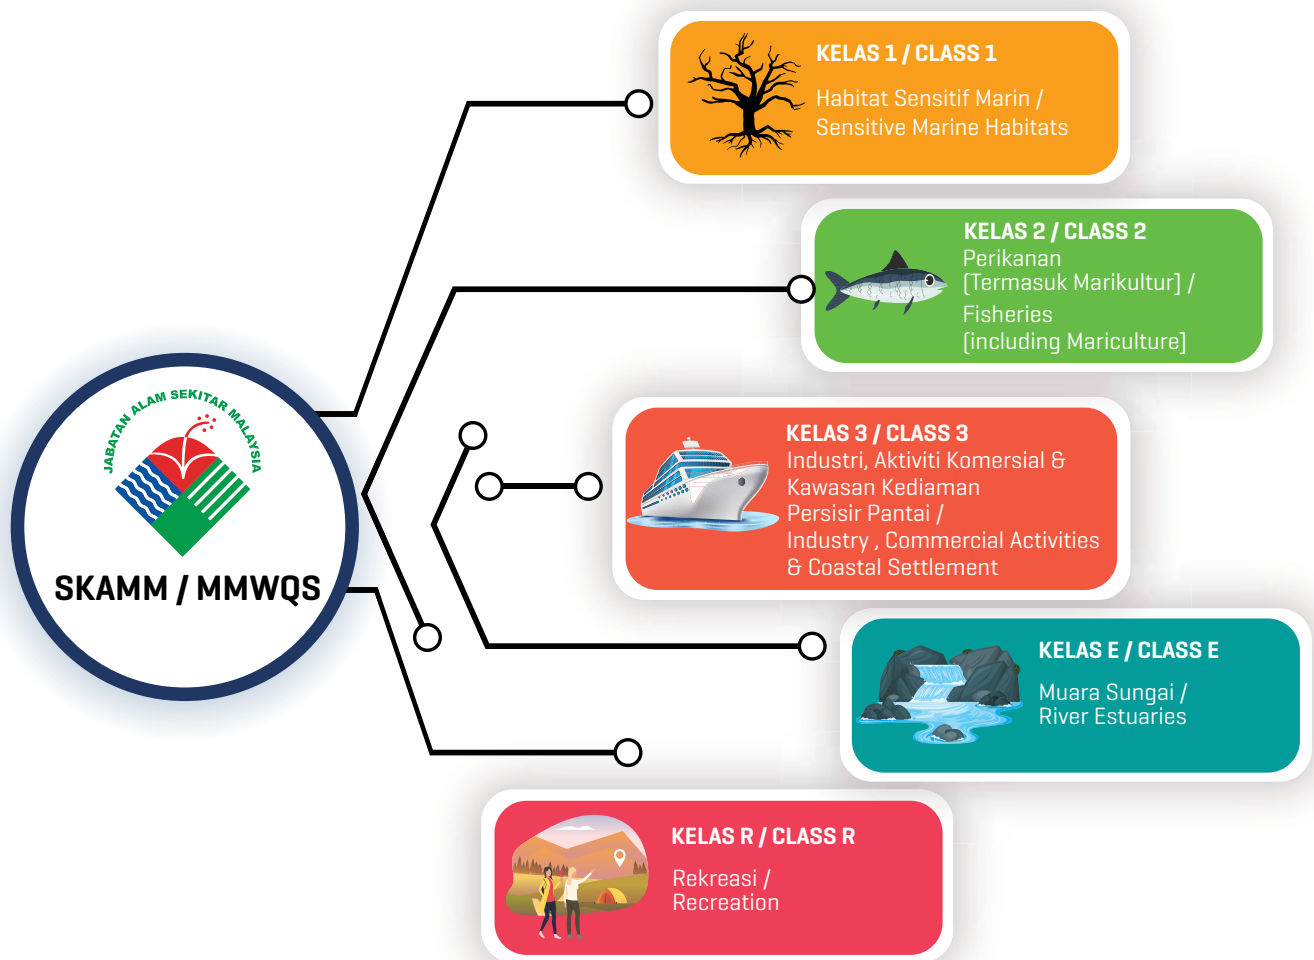 JABATAN ALAM SEKITAR MALAYSIA
SKAMM / MMWQS
KELAS 1 / CLASS 1
Habitat Sensitif Marin /
Sensitive Marine Habitats
KELAS 2 / CLASS 2
Perikanan
[Termasuk Marikultur] /
Fisheries
[including Mariculture]
KELAS 3 / CLASS 3
Industri, Aktiviti Komersial &
Kawasan Kediaman
Persisir Pantai /
Industry , Commercial Activities
& Coastal Settlement
KELAS E / CLASS E
Muara Sungai /
River Estuaries
KELAS R / CLASS R
Rekreasi /
Recreation